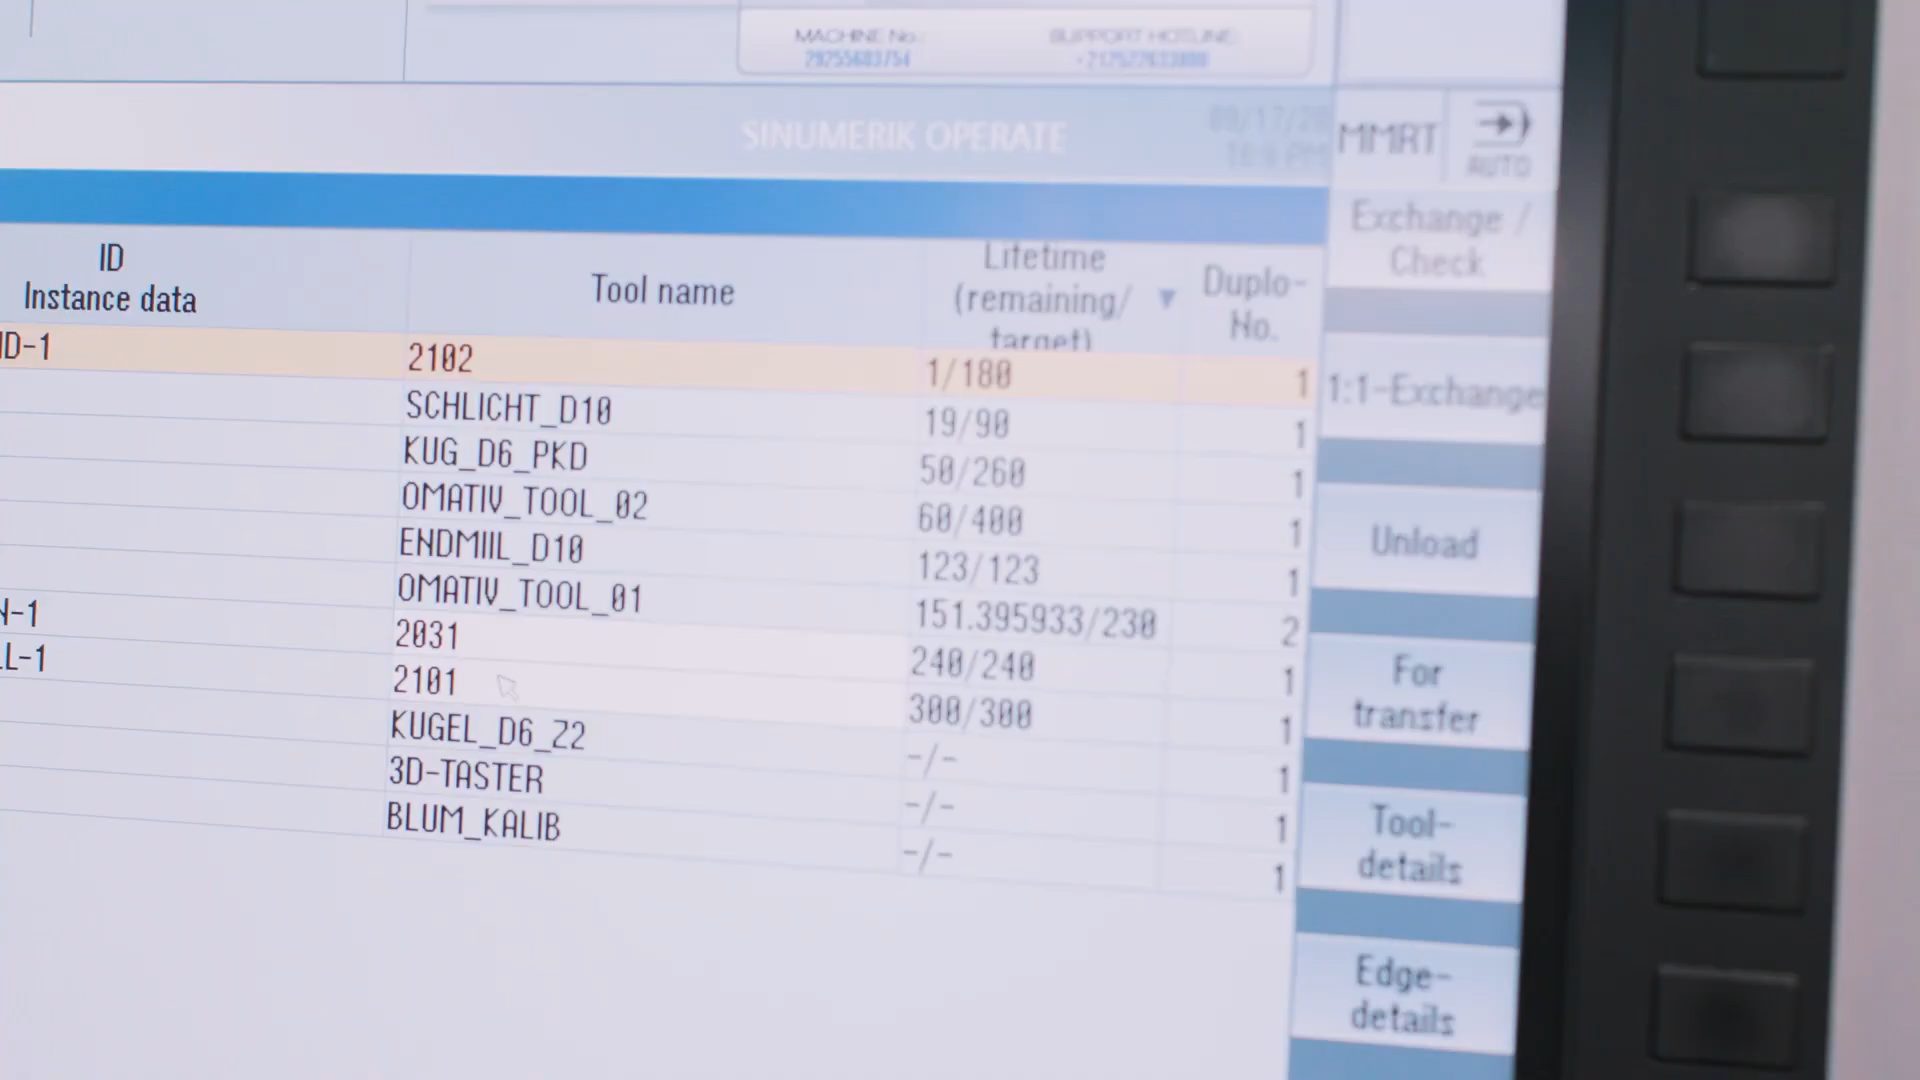 MACHINE No.: SUPPORT HOTLINE:
29255603754
SINUMERIK OPERATE
MMRT
AUTO
Exchange /
Check
ID
Instance data
Tool name
Lifetime
(remaining/
target)
Duplo-
No.
ID-1 2102 1/180 1
SCHLICHT_D10 19/90 1
KUG_D6_PKD 50/260 1
OMATIV_TOOL_02 60/400 1
ENDMIIL_D10 123/123 1
OMATIV_TOOL_01 151.395933/230 2
N-1 2031 240/240 1
LL-1 2101 300/300 1
KUGEL_D6_Z2 -/- 1
3D-TASTER -/- 1
BLUM_KALIB -/- 1
1:1-Exchange
Unload
For
transfer
Tool-
details
Edge-
details